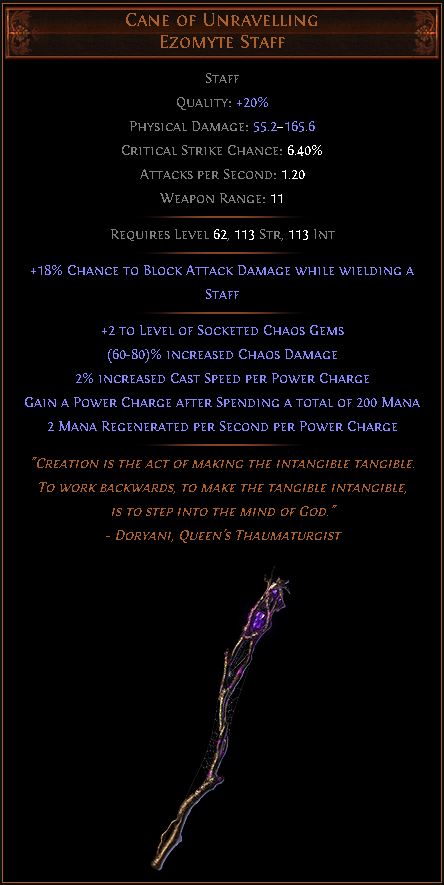 Cane of Unravelling
Ezomyte Staff
Staff
Quality: +20%
Physical Damage: 55.2–165.6
Critical Strike Chance: 6.40%
Attacks per Second: 1.20
Weapon Range: 11
Requires Level 62, 113 Str, 113 Int
+18% Chance to Block Attack Damage while wielding a
Staff
+2 to Level of Socketed Chaos Gems
(60-80)% increased Chaos Damage
2% increased Cast Speed per Power Charge
Gain a Power Charge after Spending a total of 200 Mana
2 Mana Regenerated per Second per Power Charge
"Creation is the act of making the intangible tangible.
To work backwards, to make the tangible intangible,
is to step into the mind of God."
- Doryani, Queen's Thaumaturgist